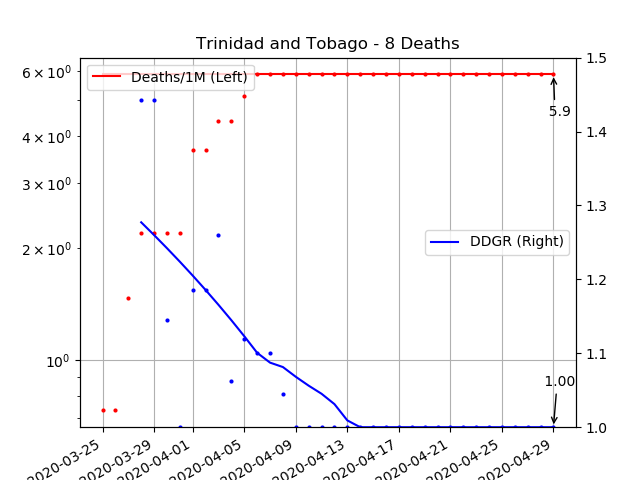 Trinidad and Tobago - 8 Deaths
Deaths/1M (Left)
DDGR (Right)
6 × 10⁰
4 × 10⁰
3 × 10⁰
2 × 10⁰
10⁰
1.5
1.4
1.3
1.2
1.1
1.0
5.9
1.00
2020-03-25
2020-03-29
2020-04-01
2020-04-05
2020-04-09
2020-04-13
2020-04-17
2020-04-21
2020-04-25
2020-04-29